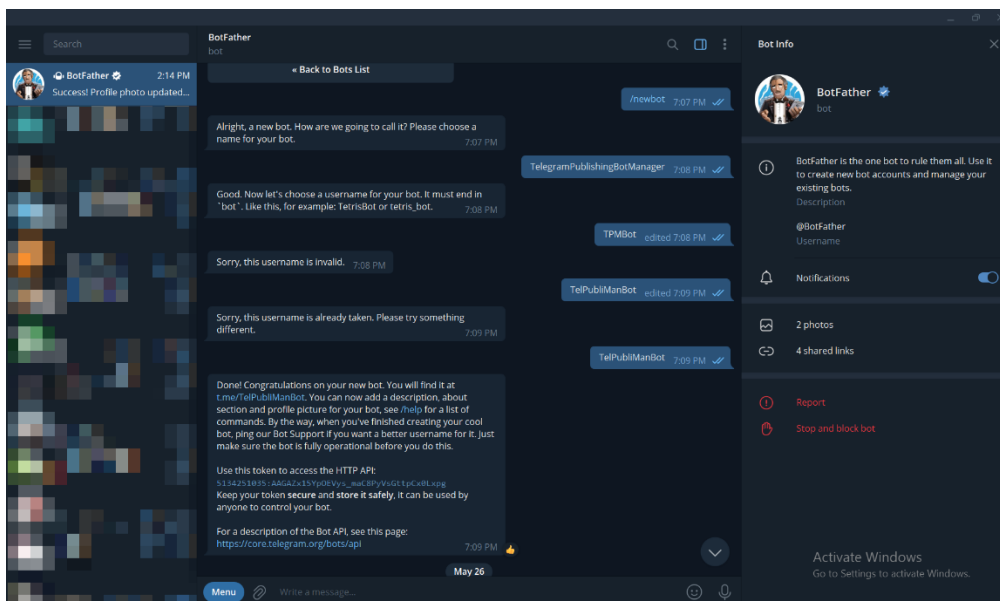 Search
BotFather
2:14 PM
Success! Profile photo updated...
BotFather
bot
« Back to Bots List
/newbot 7:07 PM
Alright, a new bot. How are we going to call it? Please choose a
name for your bot.
7:07 PM
TelegramPublishingBotManager 7:08 PM
Good. Now let's choose a username for your bot. It must end in
`bot`. Like this, for example: TetrisBot or tetris_bot.
7:08 PM
TPMBot edited 7:08 PM
Sorry, this username is invalid. 7:08 PM
TelPubliManBot edited 7:09 PM
Sorry, this username is already taken. Please try something
different.
7:09 PM
TelPubliManBot 7:09 PM
Done! Congratulations on your new bot. You will find it at
t.me/TelPubliManBot. You can now add a description, about
section and profile picture for your bot, see /help for a list of
commands. By the way, when you've finished creating your cool
bot, ping our Bot Support if you want a better username for it. Just
make sure the bot is fully operational before you do this.
Use this token to access the HTTP API:
Keep your token secure and store it safely, it can be used by
anyone to control your bot.
For a description of the Bot API, see this page:
https://core.telegram.org/bots/api
7:09 PM
May 26
Menu
Write a message...
Bot Info
BotFather
bot
BotFather is the one bot to rule them all. Use it
to create new bot accounts and manage your
existing bots.
Description
@BotFather
Username
Notifications
2 photos
4 shared links
Report
Stop and block bot
Activate Windows
Go to Settings to activate Windows.